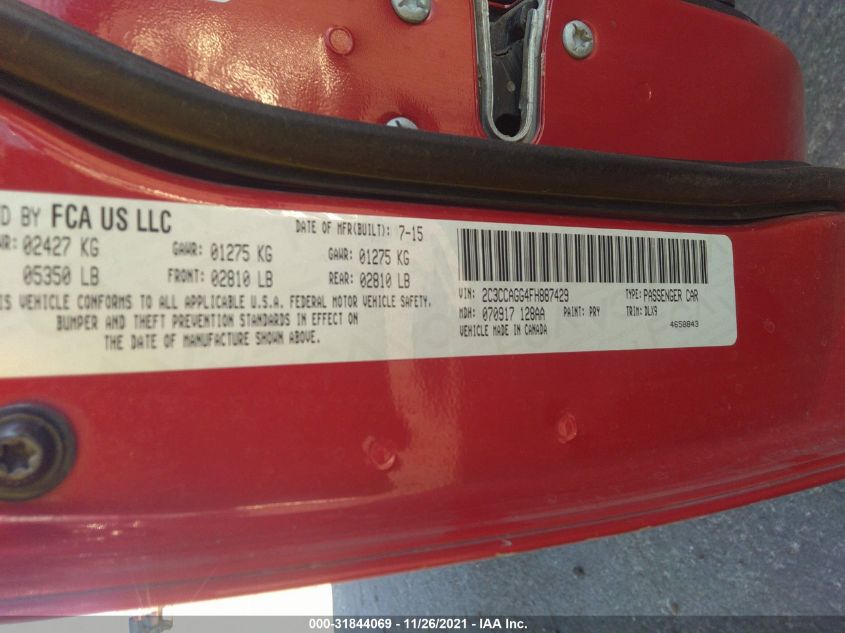 D BY FCA US LLC
DATE OF MFR(BUILT): 7-15
WR: 02427 KG GAWR: 01275 KG GAWR: 01275 KG
05350 LB FRONT: 02810 LB REAR: 02810 LB
IS VEHICLE CONFORMS TO ALL APPLICABLE U.S.A. FEDERAL MOTOR VEHICLE SAFETY,
BUMPER AND THEFT PREVENTION STANDARDS IN EFFECT ON
THE DATE OF MANUFACTURE SHOWN ABOVE.
VIN: 2C3CCAGG4FH887429 TYPE: PASSENGER CAR
MDH: 070917 128AA PAINT: PRY TRIM: DLX9
VEHICLE MADE IN CANADA 4658843
000-31844069 - 11/26/2021 - IAA Inc.